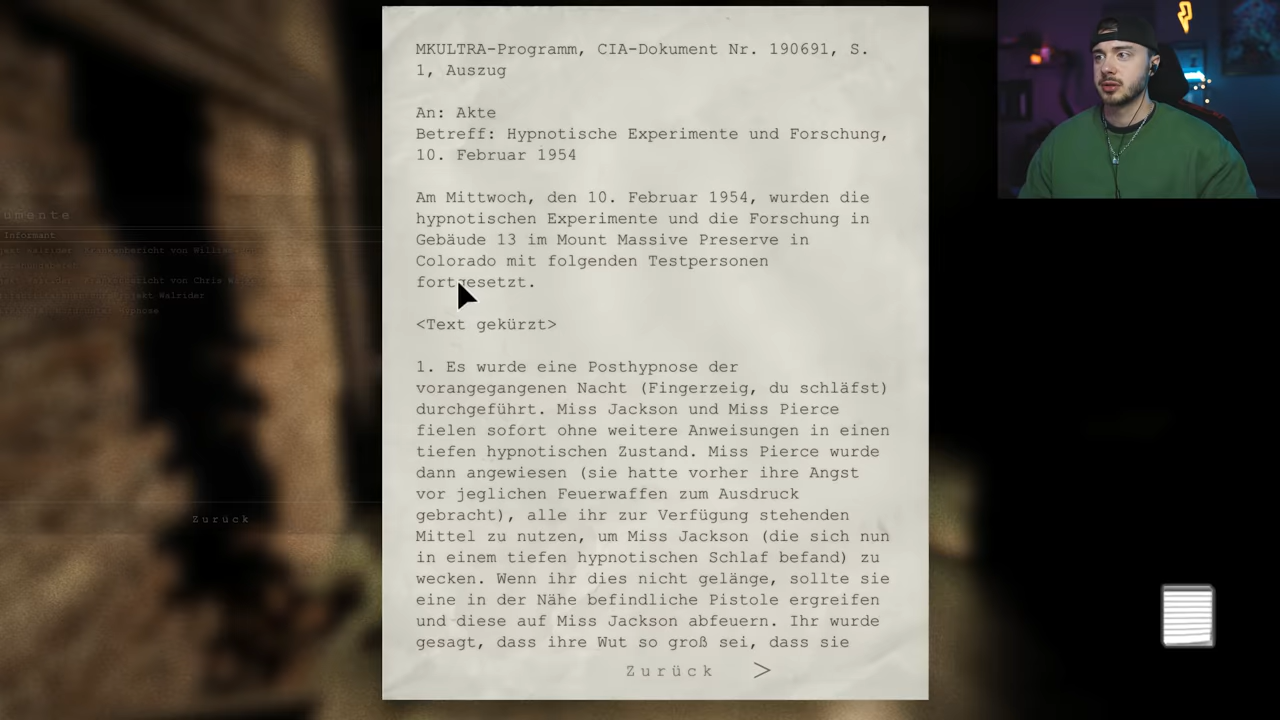 MKULTRA-Programm, CIA-Dokument Nr. 190691, S.
1, Auszug
An: Akte
Betreff: Hypnotische Experimente und Forschung,
10. Februar 1954
Am Mittwoch, den 10. Februar 1954, wurden die
hypnotischen Experimente und die Forschung in
Gebäude 13 im Mount Massive Preserve in
Colorado mit folgenden Testpersonen
fortgesetzt.
<Text gekürzt>
1. Es wurde eine Posthypnose der
vorangegangenen Nacht (Fingerzeig, du schläfst)
durchgeführt. Miss Jackson und Miss Pierce
fielen sofort ohne weitere Anweisungen in einen
tiefen hypnotischen Zustand. Miss Pierce wurde
dann angewiesen (sie hatte vorher ihre Angst
vor jeglichen Feuerwaffen zum Ausdruck
gebracht), alle ihr zur Verfügung stehenden
Mittel zu nutzen, um Miss Jackson (die sich nun
in einem tiefen hypnotischen Schlaf befand) zu
wecken. Wenn ihr dies nicht gelänge, sollte sie
eine in der Nähe befindliche Pistole ergreifen
und diese auf Miss Jackson abfeuern. Ihr wurde
gesagt, dass ihre Wut so groß sei, dass sie
Zurück >
umente
Informant
Walrider
Zurück